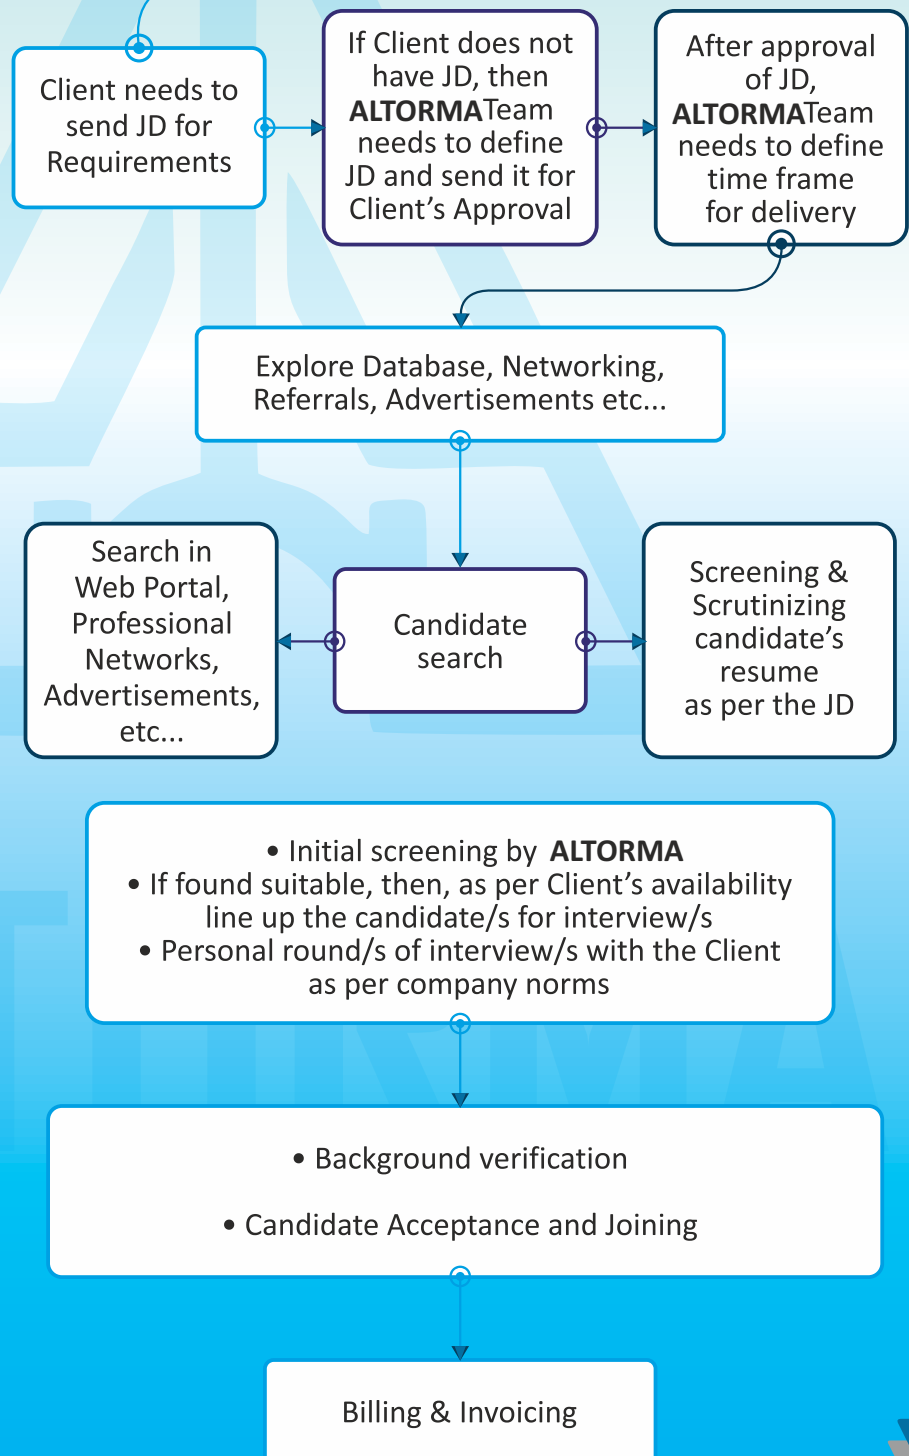 Client needs to
send JD for
Requirements
If Client does not
have JD, then
ALTORMATeam
needs to define
JD and send it for
Client’s Approval
After approval
of JD,
ALTORMATeam
needs to define
time frame
for delivery
Explore Database, Networking,
Referrals, Advertisements etc...
Search in
Web Portal,
Professional
Networks,
Advertisements,
etc...
Candidate
search
Screening &
Scrutinizing
candidate’s
resume
as per the JD
• Initial screening by ALTORMA
• If found suitable, then, as per Client’s availability
line up the candidate/s for interview/s
• Personal round/s of interview/s with the Client
as per company norms
• Background verification
• Candidate Acceptance and Joining
Billing & Invoicing